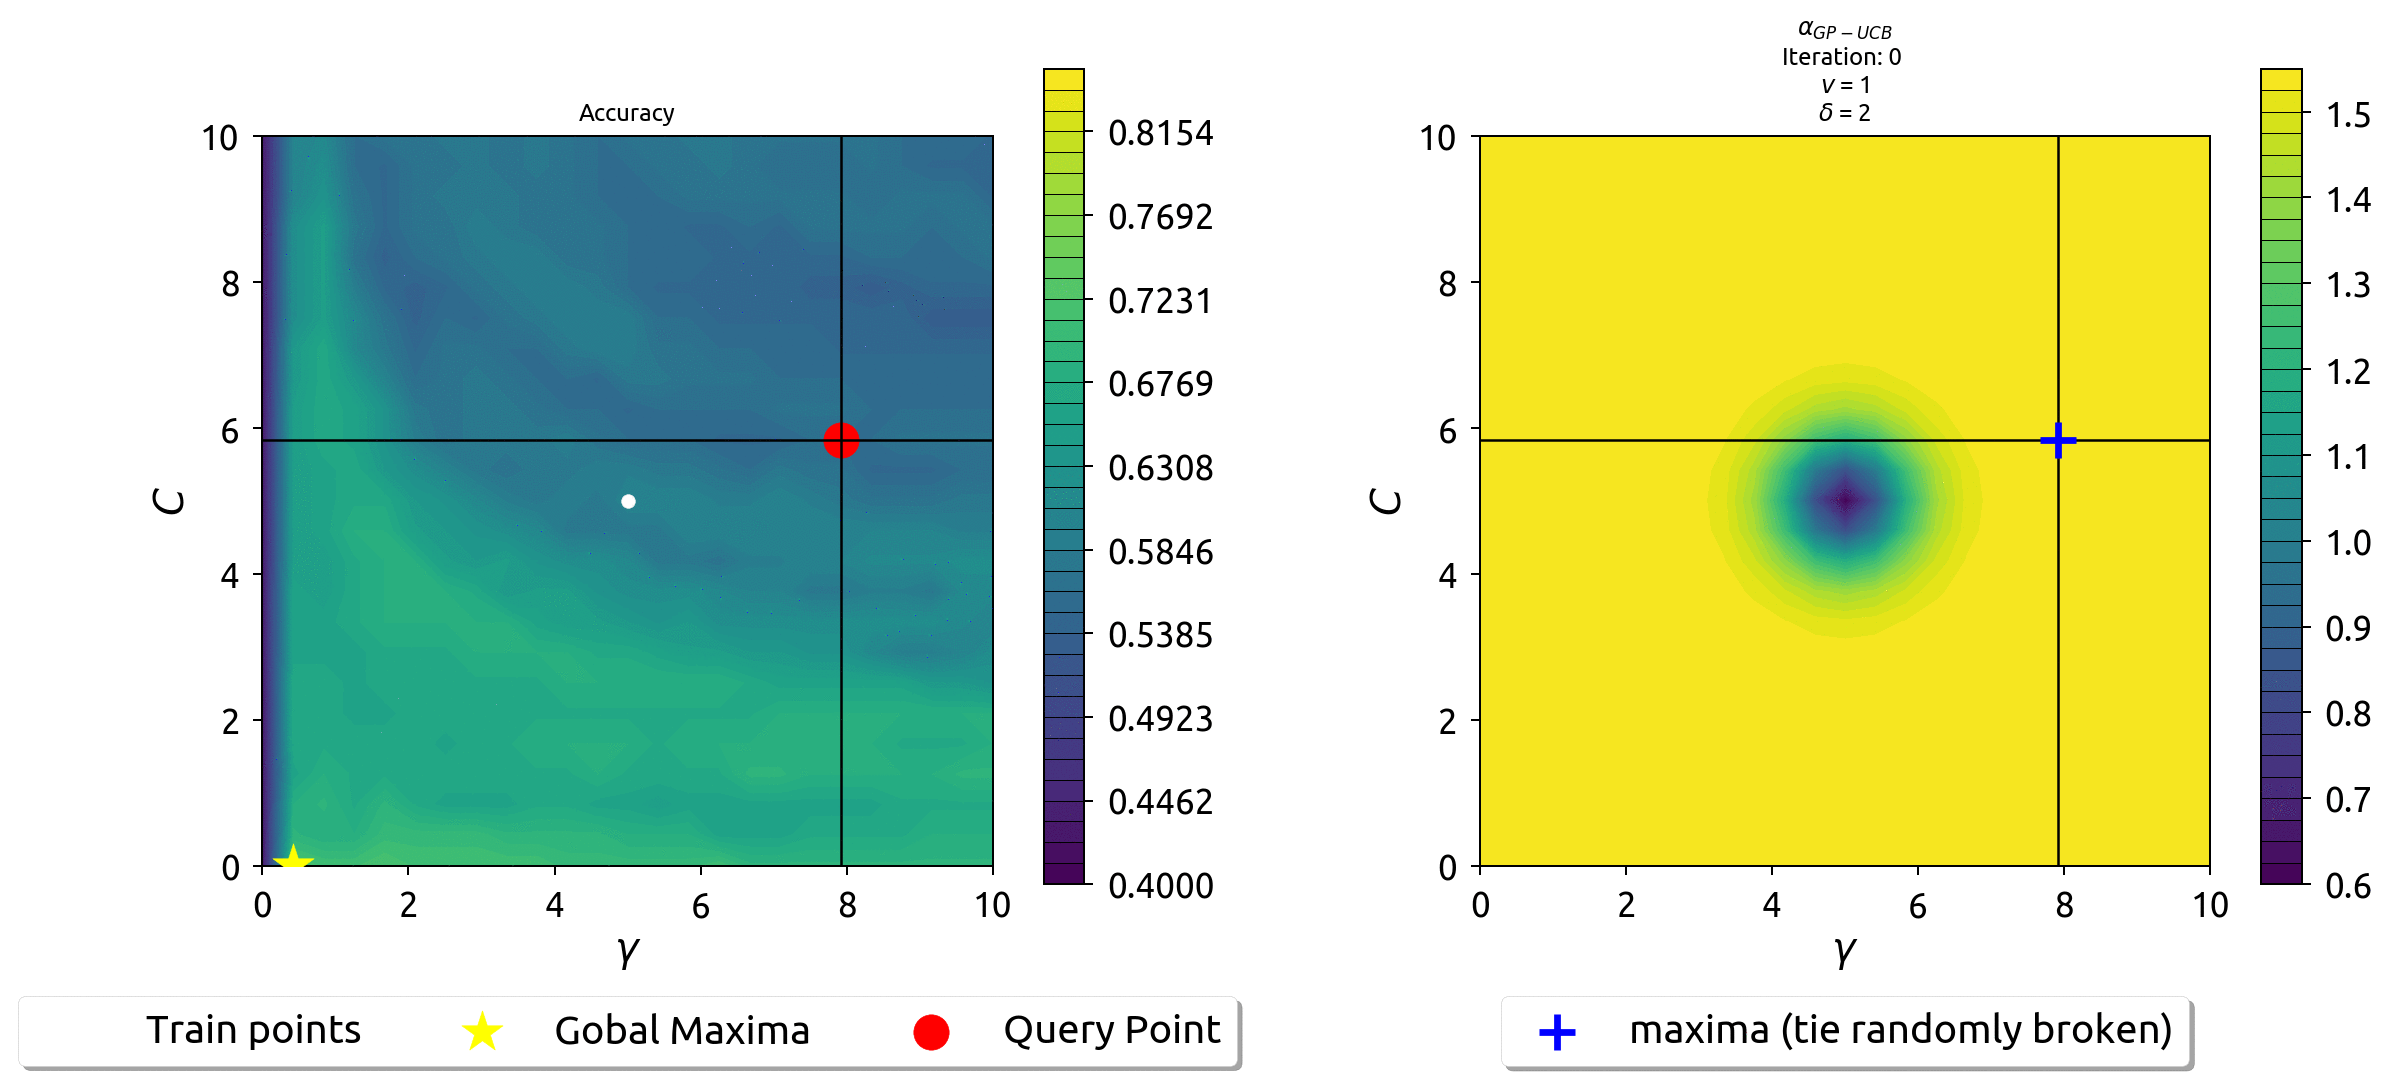 Accuracy
10
8
6
4
2
0
C
0 2 4 6 8 10
γ
0.8154
0.7692
0.7231
0.6769
0.6308
0.5846
0.5385
0.4923
0.4462
0.4000
Train points Gobal Maxima Query Point
α_GP−UCB
Iteration: 0
ν = 1
δ = 2
10
8
6
4
2
0
C
0 2 4 6 8 10
γ
1.5
1.4
1.3
1.2
1.1
1.0
0.9
0.8
0.7
0.6
maxima (tie randomly broken)